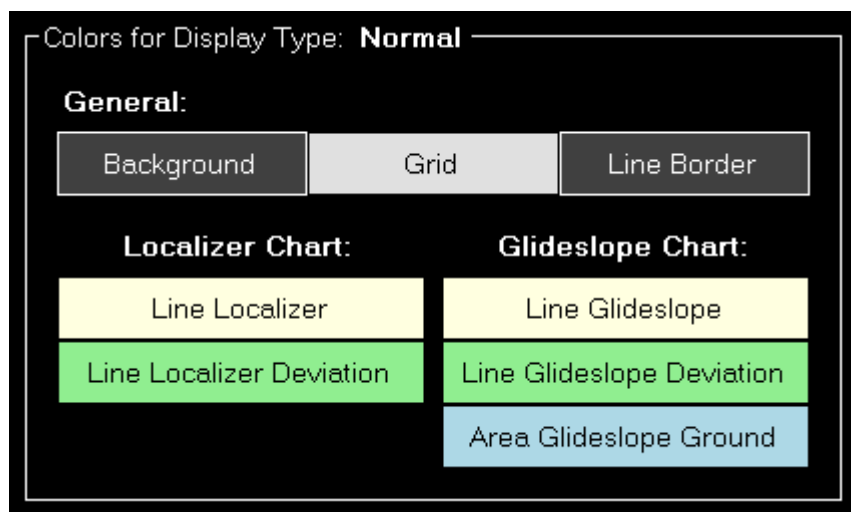 Colors for Display Type: Normal
General:
Background Grid Line Border
Localizer Chart: Glideslope Chart:
Line Localizer Line Glideslope
Line Localizer Deviation Line Glideslope Deviation
Area Glideslope Ground